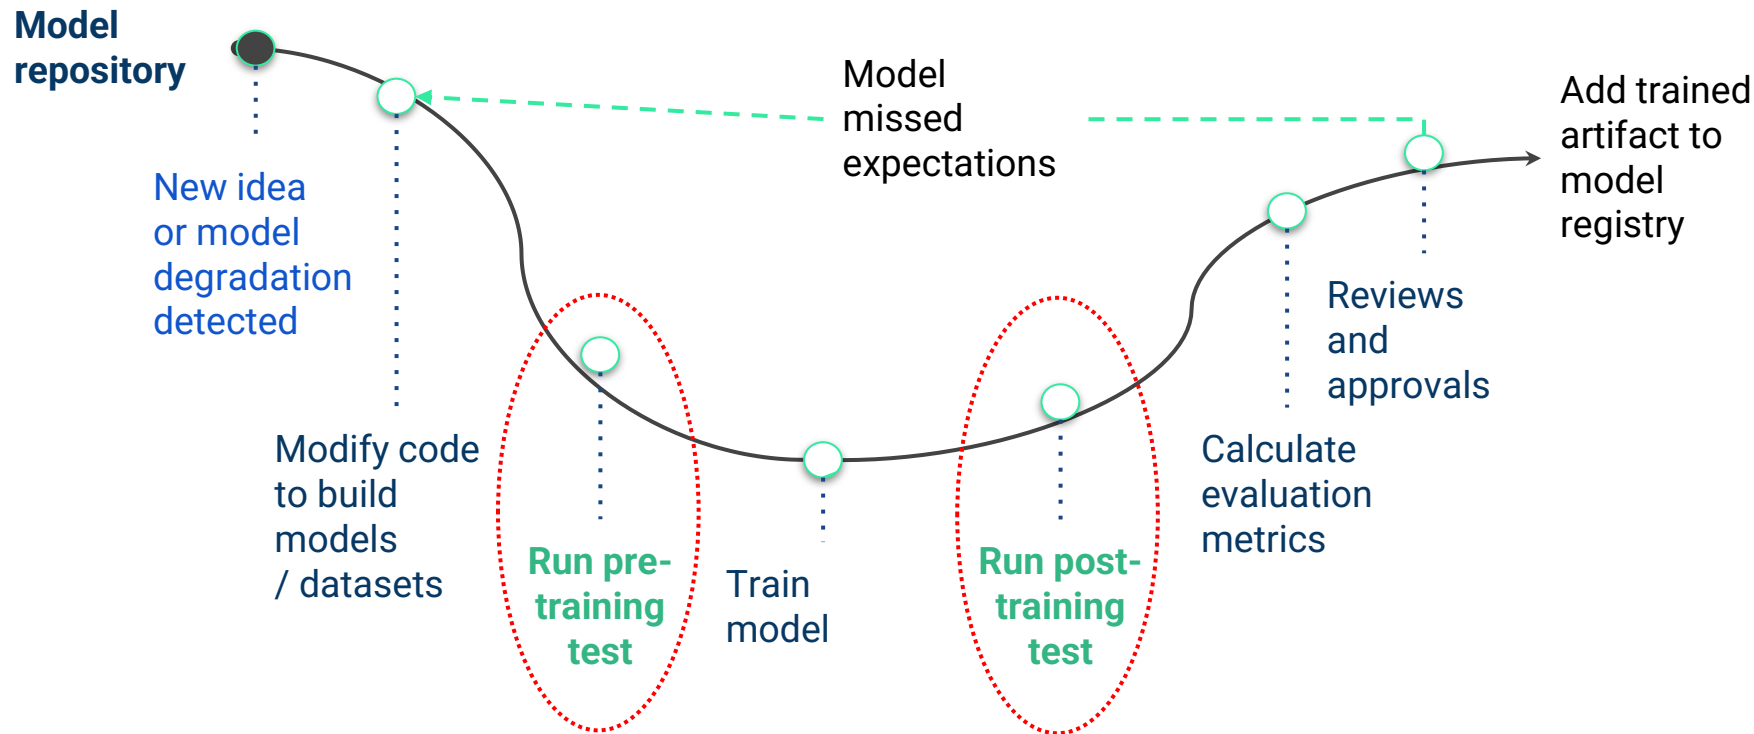 Model
repository
New idea
or model
degradation
detected
Modify code
to build
models
/ datasets
Run pre-
training
test
Train
model
Model
missed
expectations
Run post-
training
test
Calculate
evaluation
metrics
Reviews
and
approvals
Add trained
artifact to
model
registry